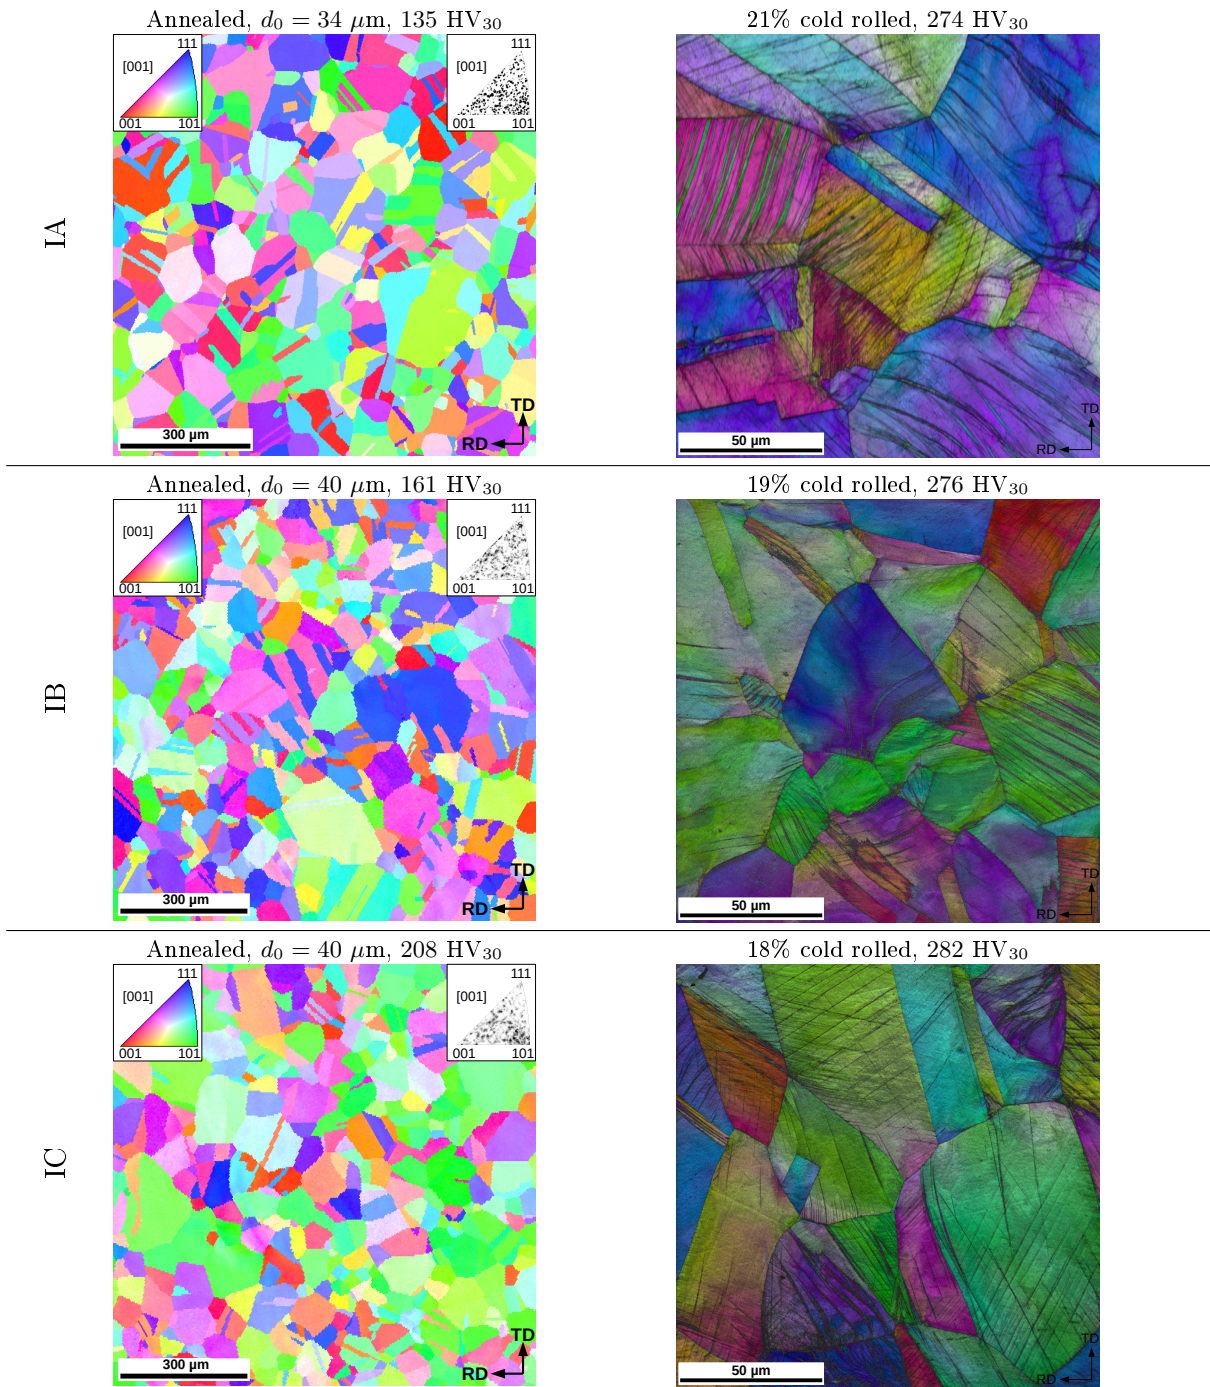 Annealed, d₀ = 34 μm, 135 HV₃₀
21% cold rolled, 274 HV₃₀
IA
111
[001]
001 101
111
[001]
001 101
TD
RD
300 µm
TD
RD
50 µm
Annealed, d₀ = 40 μm, 161 HV₃₀
19% cold rolled, 276 HV₃₀
IB
111
[001]
001 101
111
[001]
001 101
TD
RD
300 µm
TD
RD
50 µm
Annealed, d₀ = 40 μm, 208 HV₃₀
18% cold rolled, 282 HV₃₀
IC
111
[001]
001 101
111
[001]
001 101
TD
RD
300 µm
TD
RD
50 µm